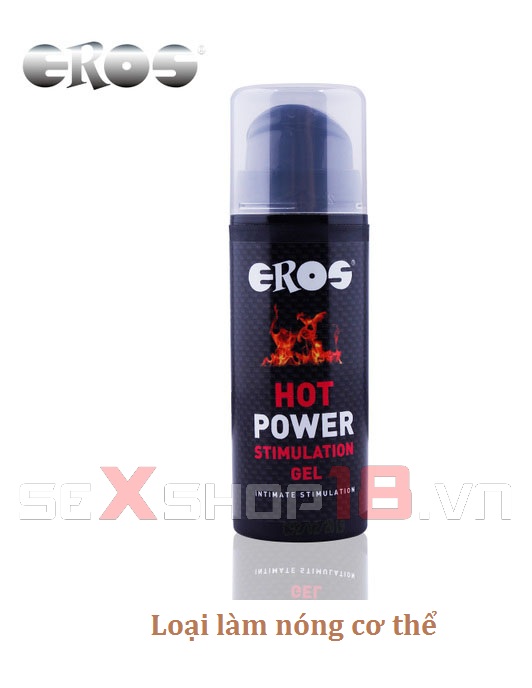 EROS®
EROS®
HOT
POWER
STIMULATION
GEL
INTIMATE STIMULATION
seXshop18.vn
Loại làm nóng cơ thể